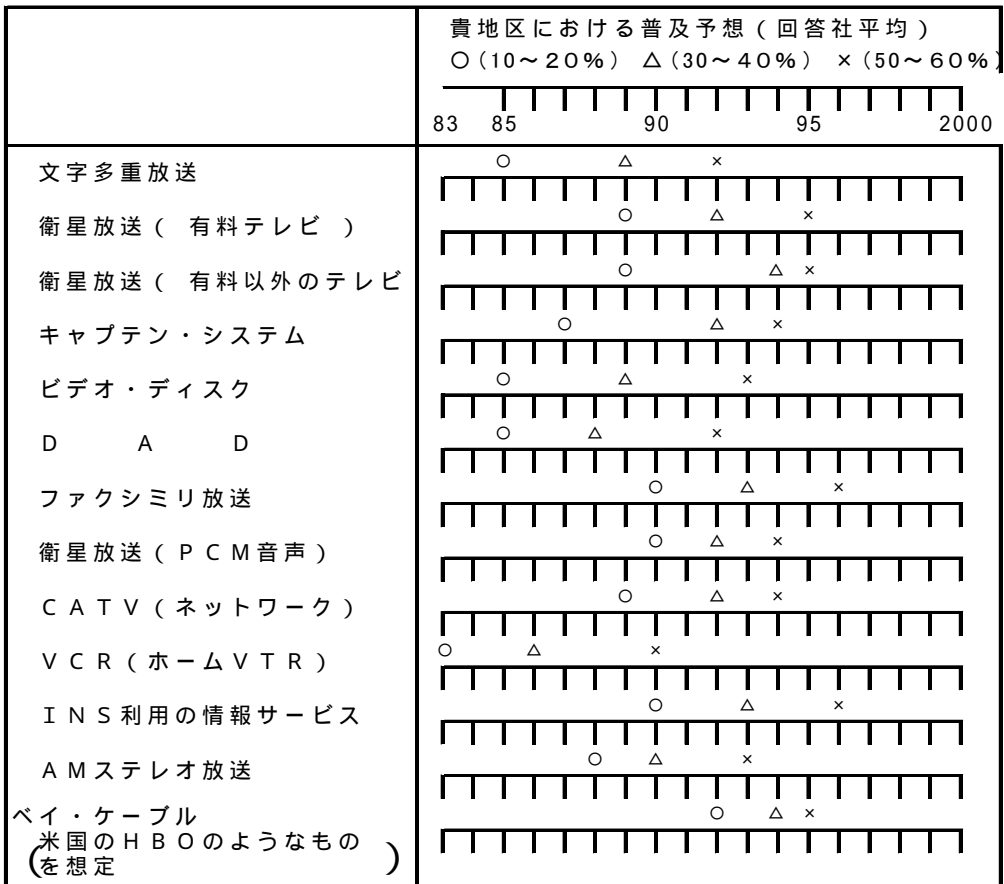 貴地区における普及予想(回答社平均)
○(10～20%) △(30～40%) ×(50～60%)
83 85 90 95 2000
文字多重放送 ○ △ ×
衛星放送( 有料テレビ ) ○ △ ×
衛星放送( 有料以外のテレビ ○ △ ×
キャプテン・システム ○ △ ×
ビデオ・ディスク ○ △ ×
D A D ○ △ ×
ファクシミリ放送 ○ △ ×
衛星放送(PCM音声) ○ △ ×
CATV(ネットワーク) ○ △ ×
VCR(ホームVTR) ○ △ ×
INS利用の情報サービス ○ △ ×
AMステレオ放送 ○ △ ×
ベイ・ケーブル ○ △ ×
(米国のHBOのようなもの
を想定)